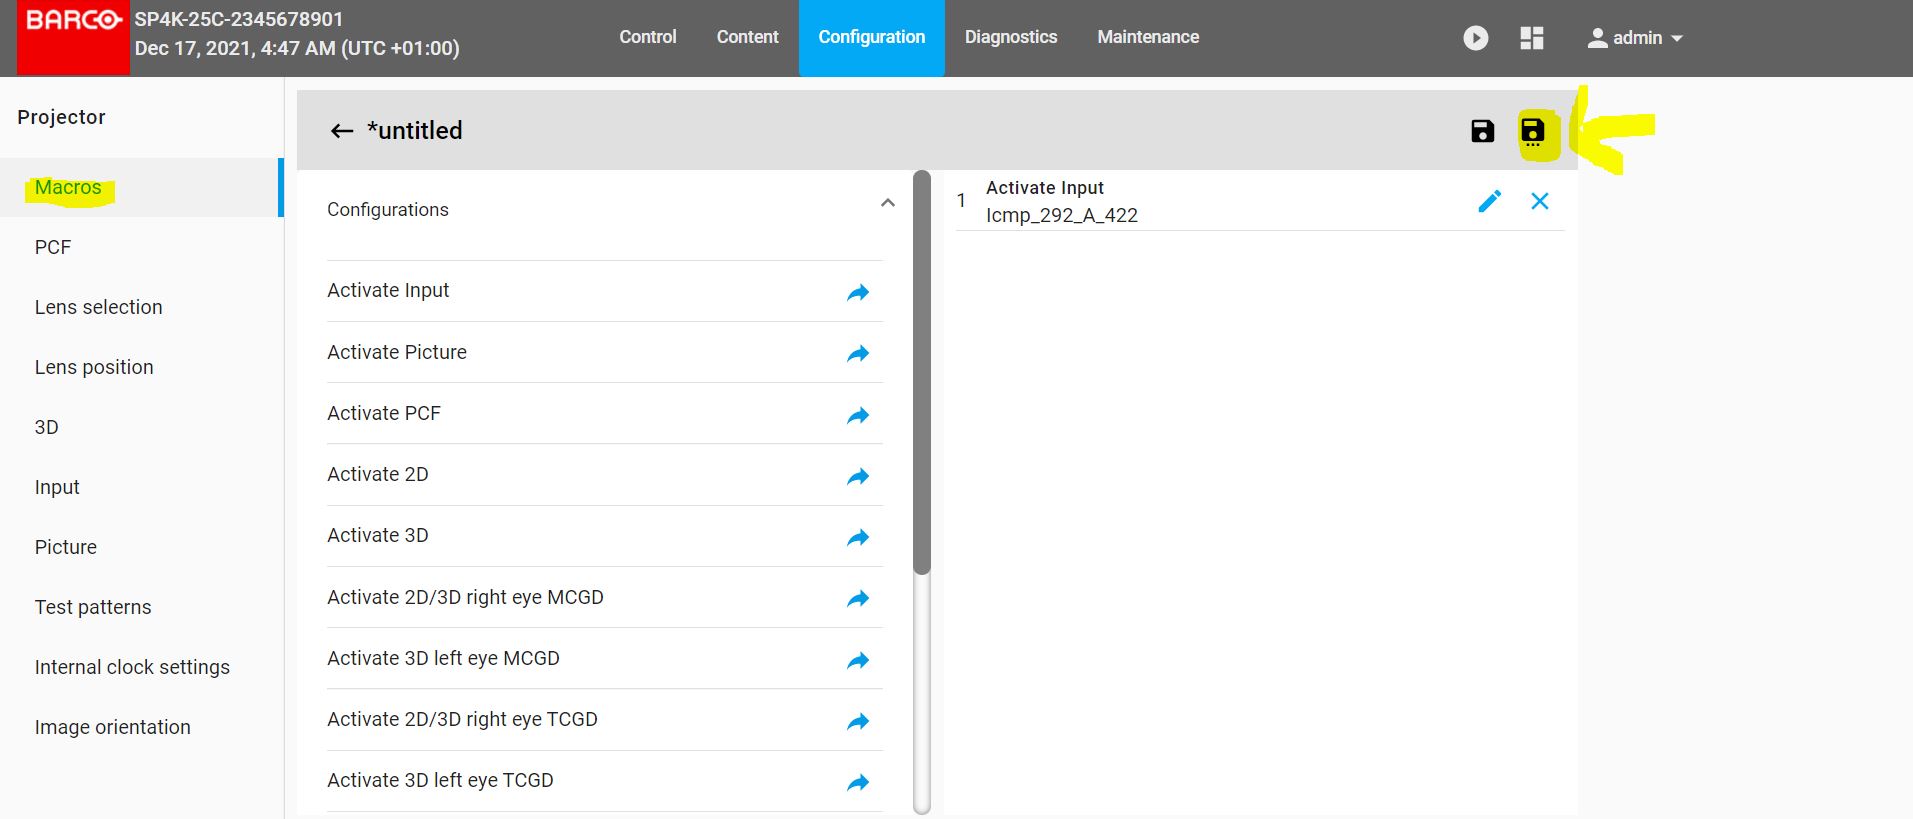 BARCO
SP4K-25C-2345678901
Dec 17, 2021, 4:47 AM (UTC +01:00)
Control
Content
Configuration
Diagnostics
Maintenance
admin
Projector
Macros
PCF
Lens selection
Lens position
3D
Input
Picture
Test patterns
Internal clock settings
Image orientation
*untitled
Configurations
Activate Input
Activate Picture
Activate PCF
Activate 2D
Activate 3D
Activate 2D/3D right eye MCGD
Activate 3D left eye MCGD
Activate 2D/3D right eye TCGD
Activate 3D left eye TCGD
1
Activate Input
Icmp_292_A_422